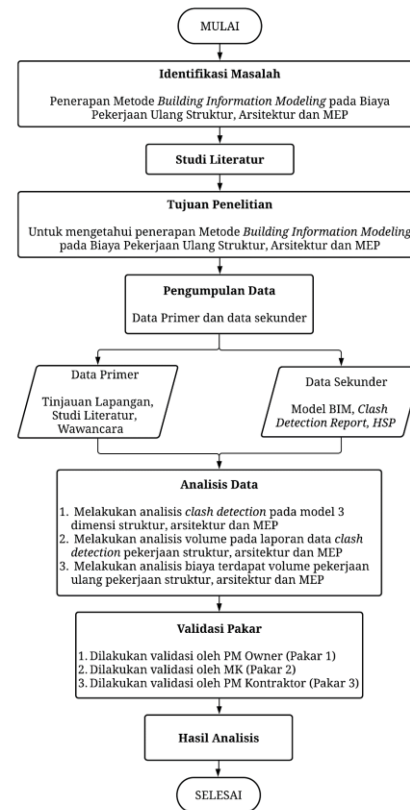 MULAI
Identifikasi Masalah
Penerapan Metode Building Information Modeling pada Biaya
Pekerjaan Ulang Struktur, Arsitektur dan MEP
Studi Literatur
Tujuan Penelitian
Untuk mengetahui penerapan Metode Building Information Modeling
pada Biaya Pekerjaan Ulang Struktur, Arsitektur dan MEP
Pengumpulan Data
Data Primer dan data sekunder
Data Primer
Tinjauan Lapangan,
Studi Literatur,
Wawancara
Data Sekunder
Model BIM, Clash
Detection Report, HSP
Analisis Data
1. Melakukan analisis clash detection pada model 3
dimensi struktur, arsitektur dan MEP
2. Melakukan analisis volume pada laporan data clash
detection pekerjaan struktur, arsitektur dan MEP
3. Melakukan analisis biaya terdapat volume pekerjaan
ulang pekerjaan struktur, arsitektur dan MEP
Validasi Pakar
1. Dilakukan validasi oleh PM Owner (Pakar 1)
2. Dilakukan validasi oleh MK (Pakar 2)
3. Dilakukan validasi oleh PM Kontraktor (Pakar 3)
Hasil Analisis
SELESAI